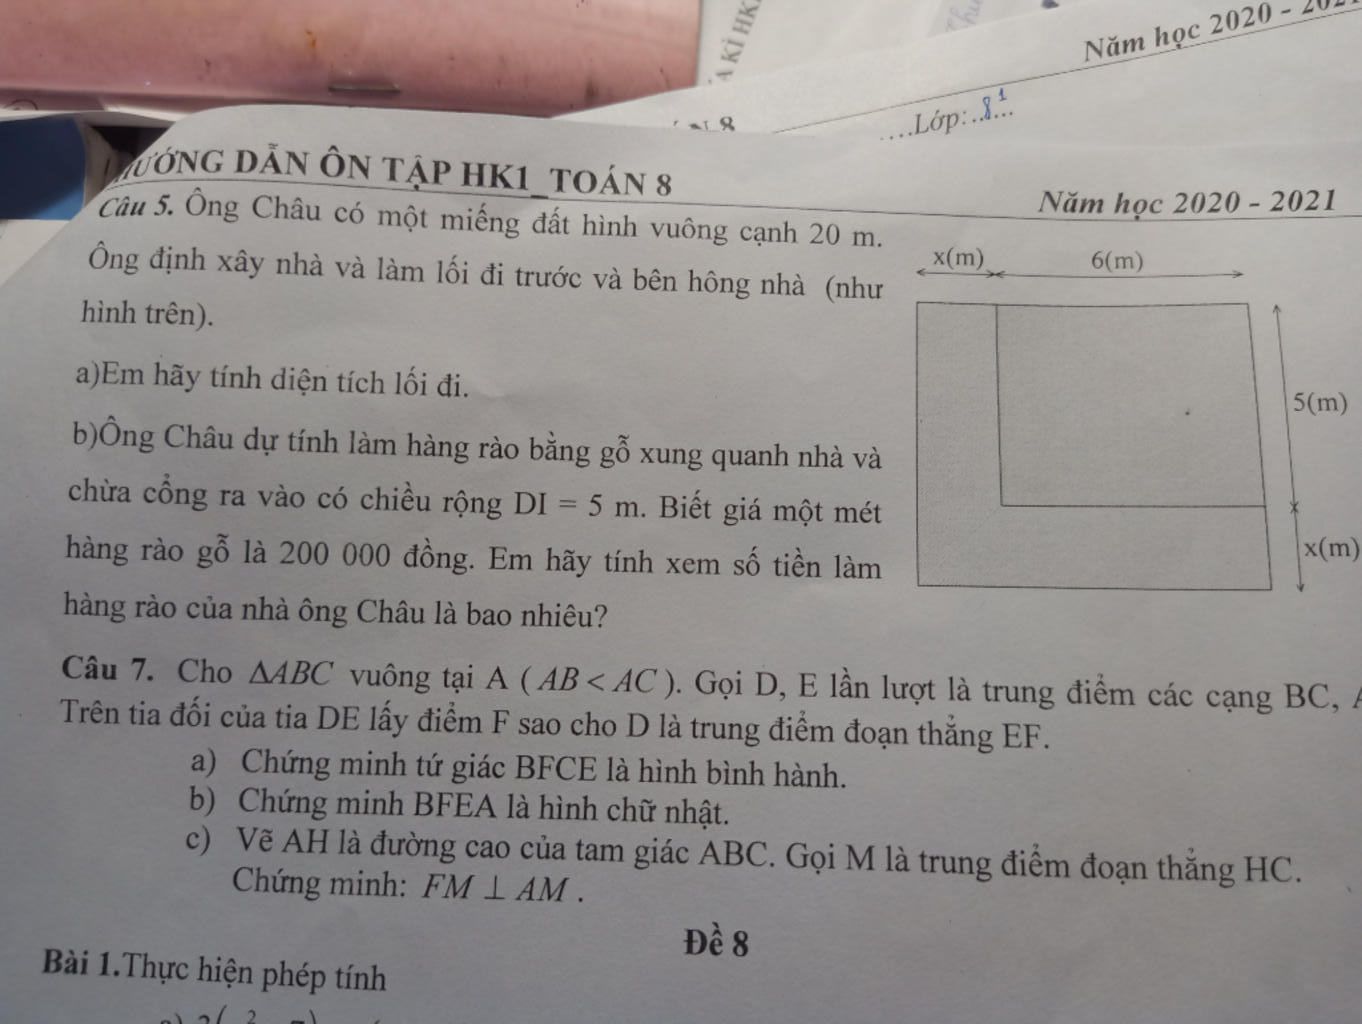 A KÌ HK
Năm học 2020 - 202
8
....Lớp: ..8¹...
HƯỚNG DẪN ÔN TẬP HK1_TOÁN 8
Năm học 2020 - 2021
Câu 5. Ông Châu có một miếng đất hình vuông cạnh 20 m.
Ông định xây nhà và làm lối đi trước và bên hông nhà (như
hình trên).
a)Em hãy tính diện tích lối đi.
b)Ông Châu dự tính làm hàng rào bằng gỗ xung quanh nhà và
chừa cổng ra vào có chiều rộng DI = 5 m. Biết giá một mét
hàng rào gỗ là 200 000 đồng. Em hãy tính xem số tiền làm
hàng rào của nhà ông Châu là bao nhiêu?
x(m)
6(m)
5(m)
x(m)
Câu 7. Cho ΔABC vuông tại A ( AB < AC ). Gọi D, E lần lượt là trung điểm các cạng BC, A
Trên tia đối của tia DE lấy điểm F sao cho D là trung điểm đoạn thẳng EF.
a) Chứng minh tứ giác BFCE là hình bình hành.
b) Chứng minh BFEA là hình chữ nhật.
c) Vẽ AH là đường cao của tam giác ABC. Gọi M là trung điểm đoạn thẳng HC.
Chứng minh: FM ⊥ AM .
Đề 8
Bài 1.Thực hiện phép tính